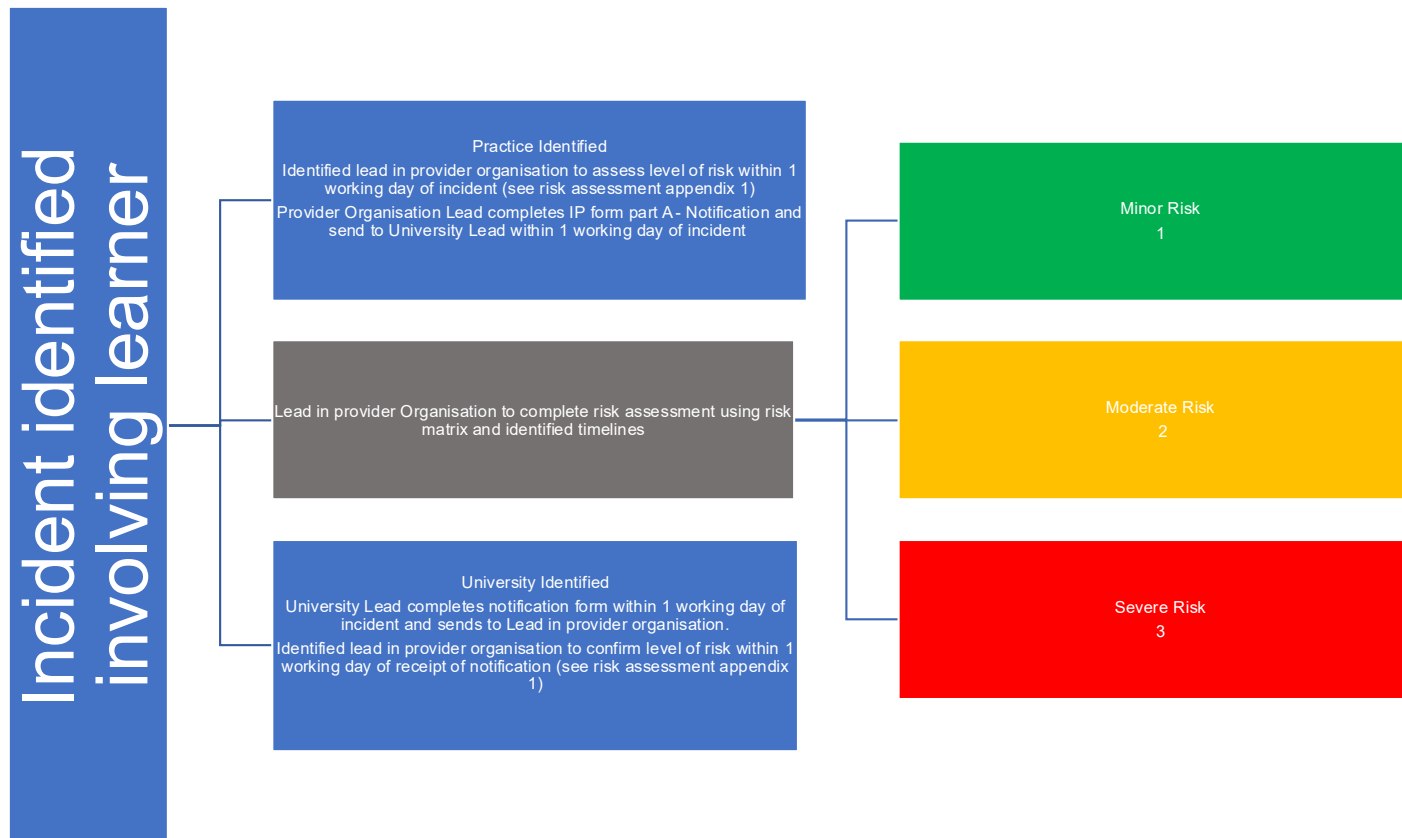 Incident identified
involving learner
Practice Identified
Identified lead in provider organisation to assess level of risk within 1
working day of incident (see risk assessment appendix 1)
Provider Organisation Lead completes IP form part A- Notification and
send to University Lead within 1 working day of incident
Lead in provider Organisation to complete risk assessment using risk
matrix and identified timelines
University Identified
University Lead completes notification form within 1 working day of
incident and sends to Lead in provider organisation.
Identified lead in provider organisation to confirm level of risk within 1
working day of receipt of notification (see risk assessment appendix
1)
Minor Risk
1
Moderate Risk
2
Severe Risk
3